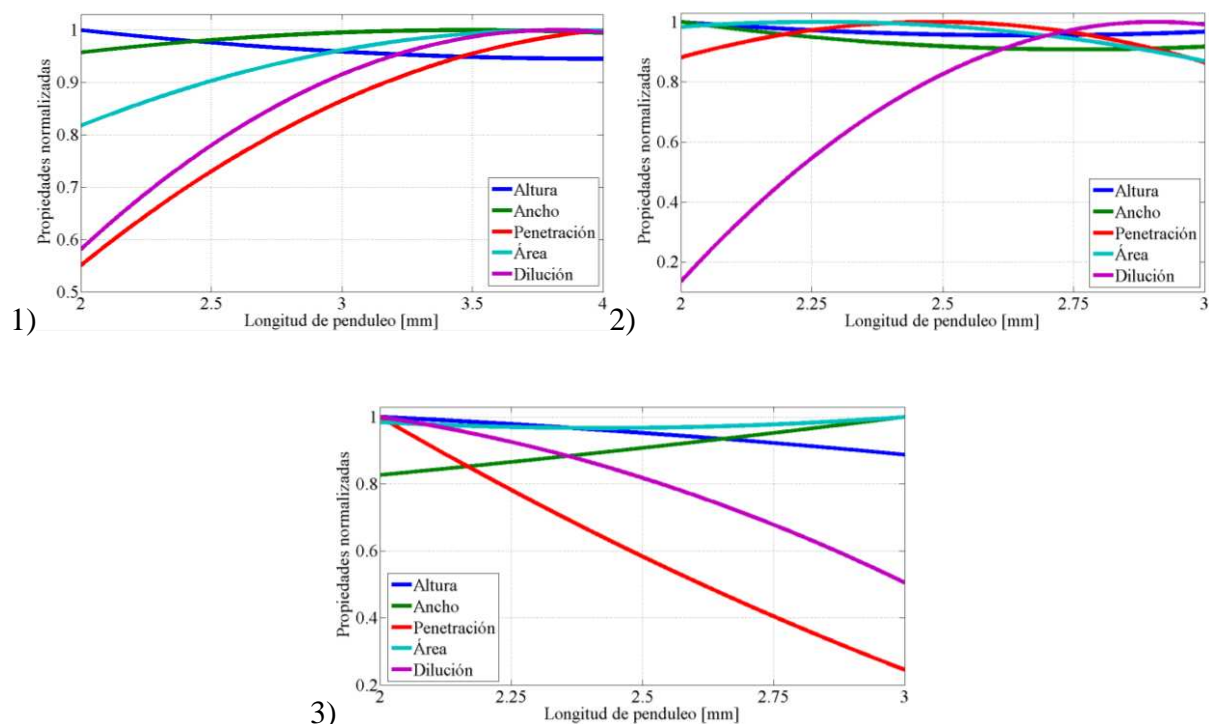 1
0.9
0.8
0.7
0.6
0.5
Propiedades normalizadas
2
2.5
3
3.5
4
Longitud de penduleo [mm]
Altura
Ancho
Penetración
Área
Dilución
1)
1
0.8
0.6
0.4
0.2
Propiedades normalizadas
2
2.25
2.5
2.75
3
Longitud de penduleo [mm]
Altura
Ancho
Penetración
Área
Dilución
2)
1
0.8
0.6
0.4
0.2
Propiedades normalizadas
2
2.25
2.5
2.75
3
Longitud de penduleo [mm]
Altura
Ancho
Penetración
Área
Dilución
3)